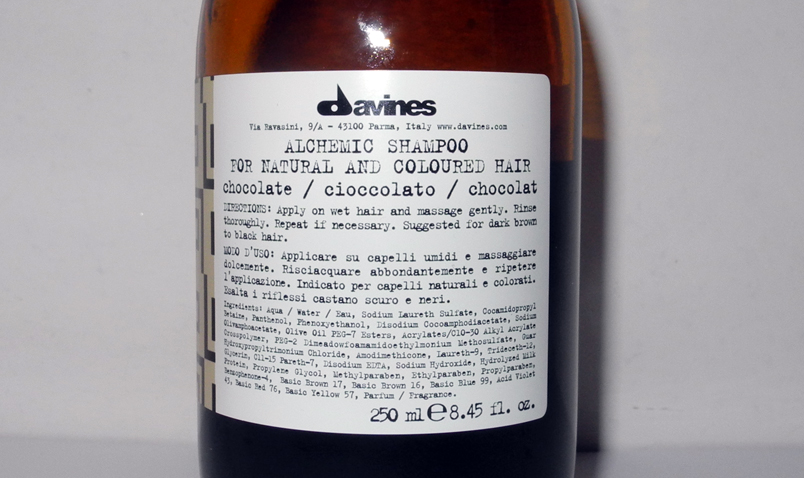 davines
Via Ravasini, 9/A - 43100 Parma, Italy www.davines.com
ALCHEMIC SHAMPOO
FOR NATURAL AND COLOURED HAIR
chocolate / cioccolato / chocolat
DIRECTIONS: Apply on wet hair and massage gently. Rinse
thoroughly. Repeat if necessary. Suggested for dark brown
to black hair.
MODO D'USO: Applicare su capelli umidi e massaggiare
dolcemente. Risciacquare abbondantemente e ripetere
l'applicazione. Indicato per capelli naturali e colorati.
Esalta i riflessi castano scuro e neri.
Ingredients: Aqua / Water / Eau, Sodium Laureth Sulfate, Cocamidopropyl
Betaine, Panthenol, Phenoxyethanol, Disodium Cocoamphodiacetate, Sodium
Olivamphoacetate, Olive Oil PEG-7 Esters, Acrylates/C10-30 Alkyl Acrylate
Crosspolymer, PEG-2 Dimeadowfoamamidoethylmonium Methosulfate, Guar
Hydroxypropyltrimonium Chloride, Amodimethicone, Laureth-9, Trideceth-12,
Glycerin, C11-15 Pareth-7, Disodium EDTA, Sodium Hydroxide, Hydrolyzed Milk
Protein, Propylene Glycol, Methylparaben, Ethylparaben, Propylparaben,
Benzophenone-4, Basic Brown 17, Basic Brown 16, Basic Blue 99, Acid Violet
43, Basic Red 76, Basic Yellow 57, Parfum / Fragrance.
250 ml ℮ 8.45 fl. oz.